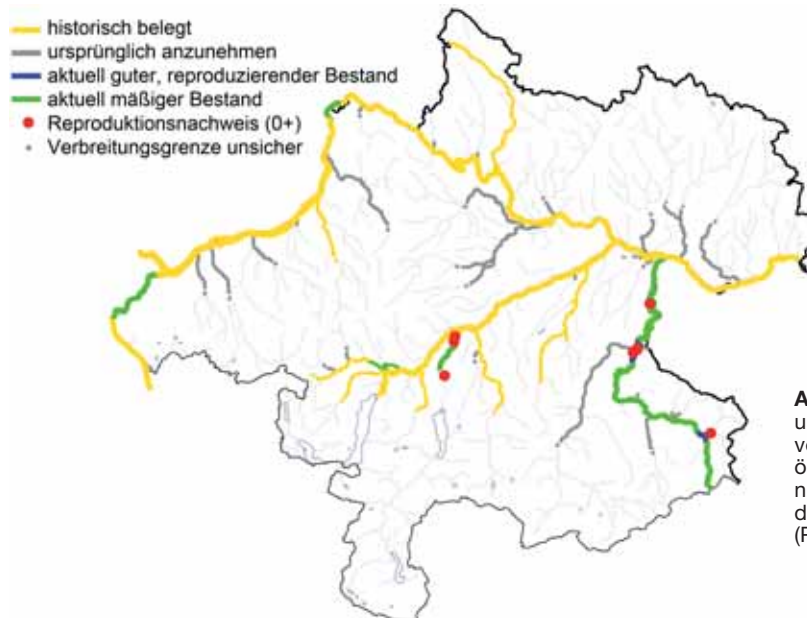 historisch belegt
ursprünglich anzunehmen
aktuell guter, reproduzierender Bestand
aktuell mäßiger Bestand
Reproduktionsnachweis (0+)
Verbreitungsgrenze unsicher
A
u
v
ö
n
d
(F